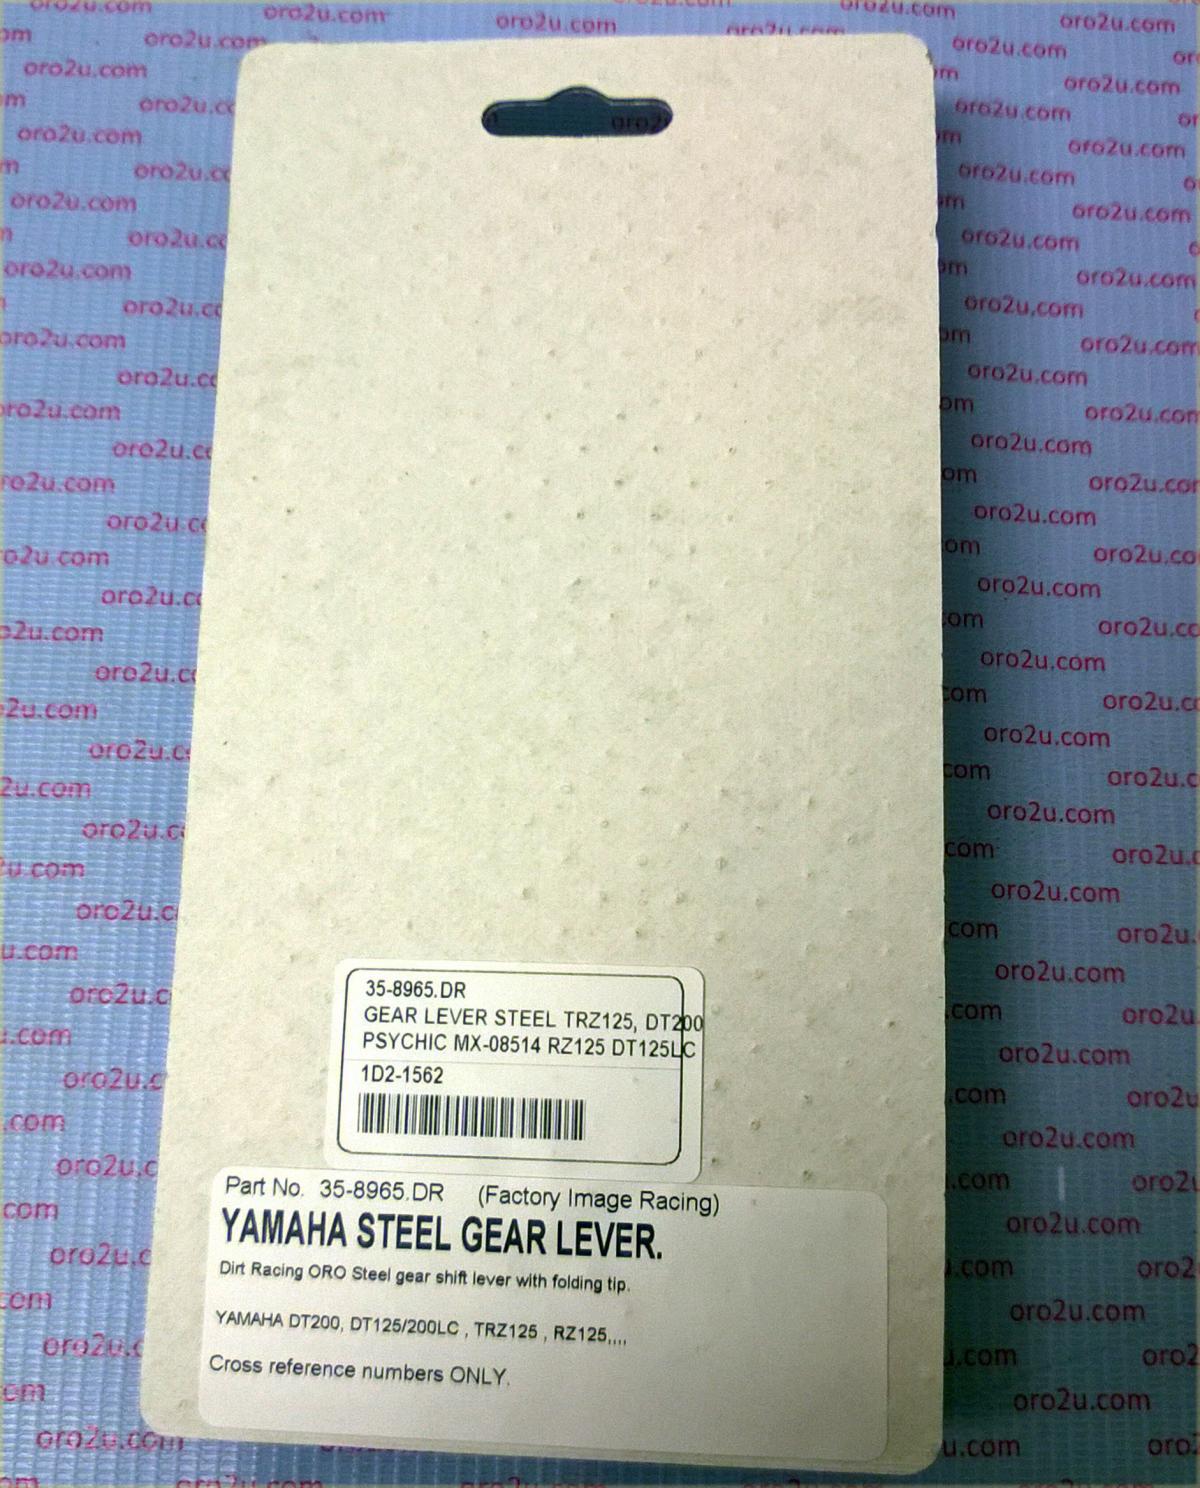 35-8965.DR
GEAR LEVER STEEL TRZ125, DT200
PSYCHIC MX-08514 RZ125 DT125LC
1D2-1562
Part No. 35-8965.DR (Factory Image Racing)
YAMAHA STEEL GEAR LEVER.
Dirt Racing ORO Steel gear shift lever with folding tip.
YAMAHA DT200, DT125/200LC , TRZ125 , RZ125,,,,
Cross reference numbers ONLY.
oro2u.com